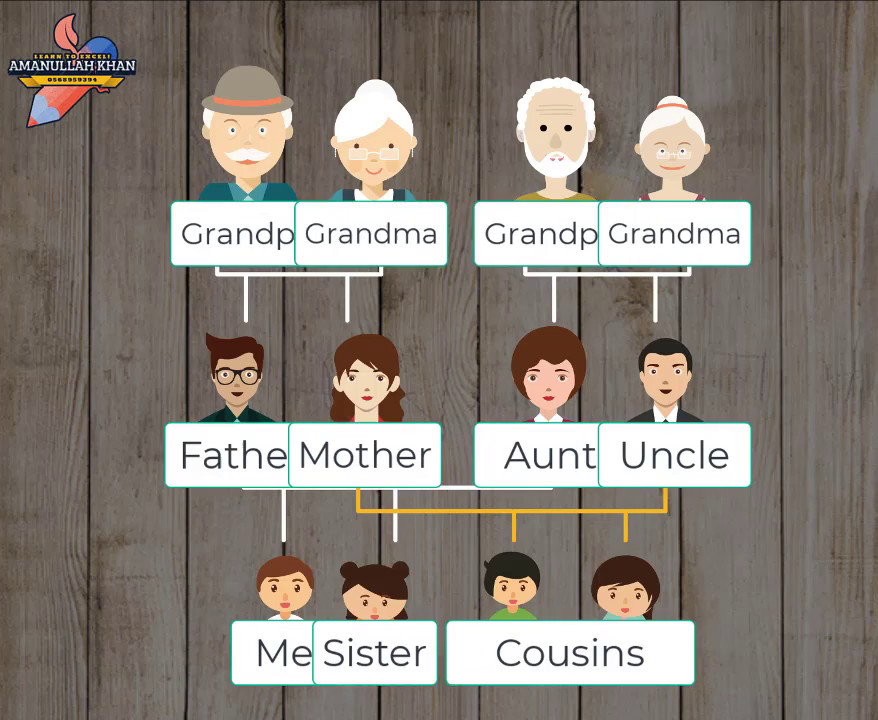 LEARN TO EXCEL!
AMANULLAH KHAN
0568959394
Grandp Grandma Grandp Grandma
Fathe Mother Aunt Uncle
Me Sister Cousins